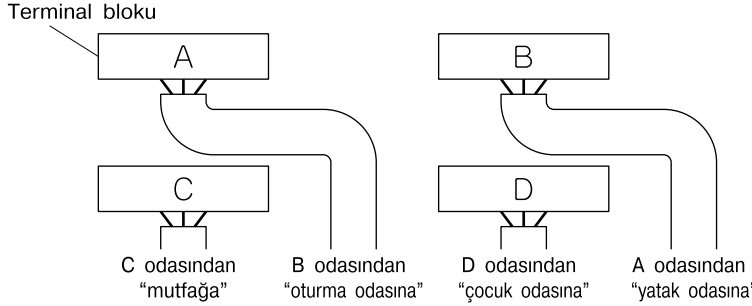 Terminal bloku
A
B
C
D
C odasından
“mutfağa”
B odasından
“oturma odasına”
D odasından
“çocuk odasına”
A odasından
“yatak odasına”